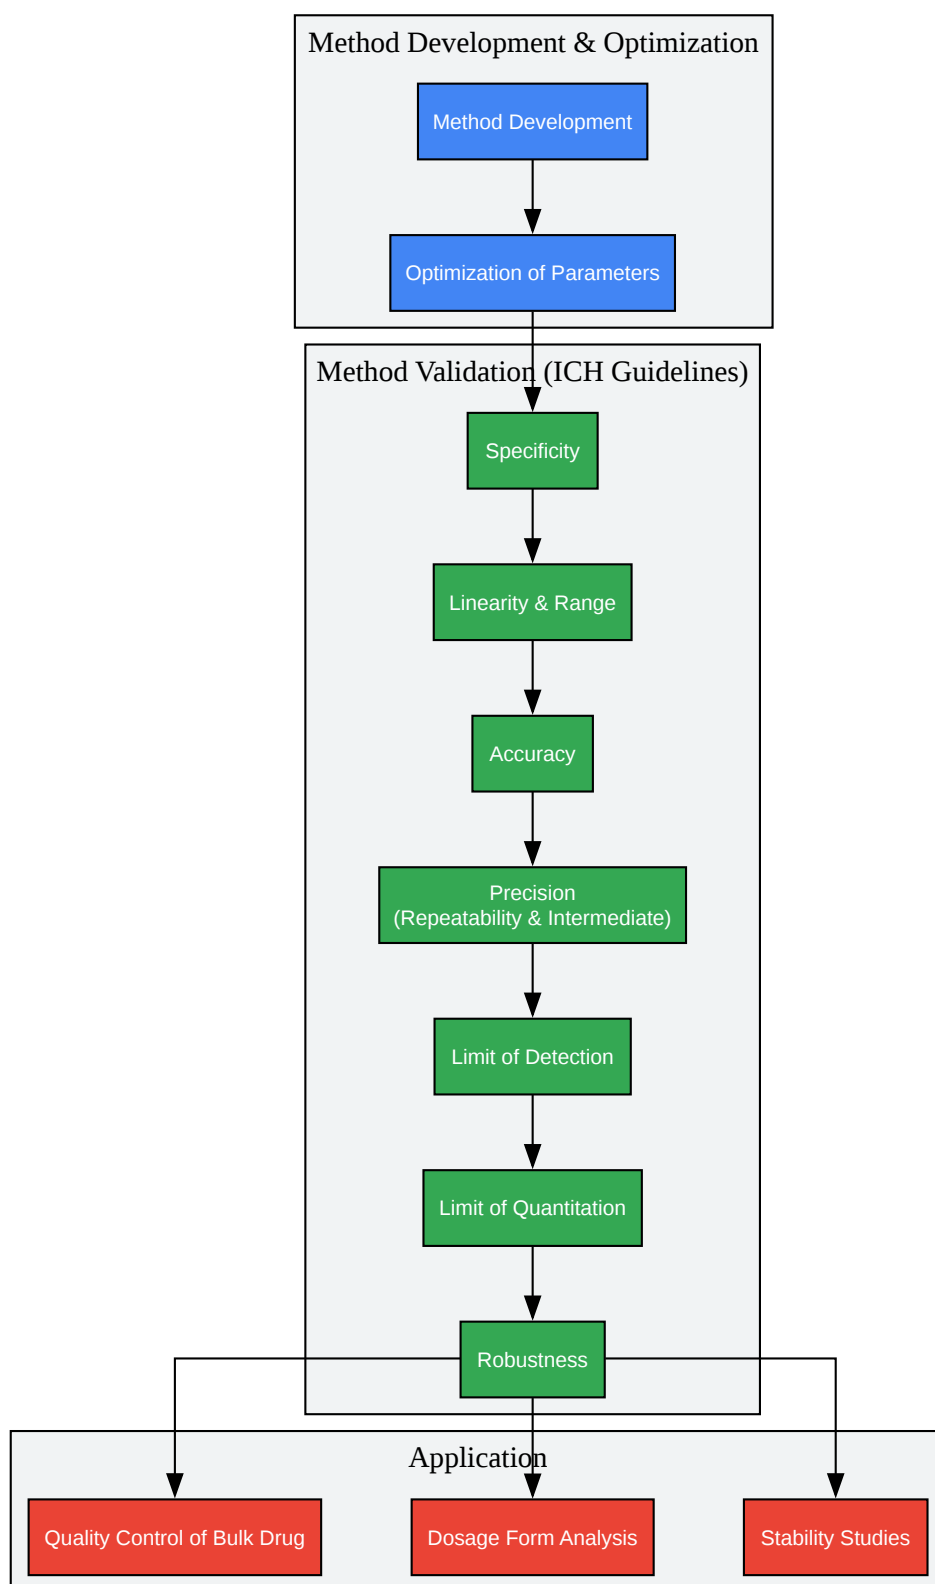 Method Development & Optimization
Method Development
Optimization of Parameters
Method Validation (ICH Guidelines)
Specificity
Linearity & Range
Accuracy
Precision
(Repeatability & Intermediate)
Limit of Detection
Limit of Quantitation
Robustness
Application
Quality Control of Bulk Drug
Dosage Form Analysis
Stability Studies